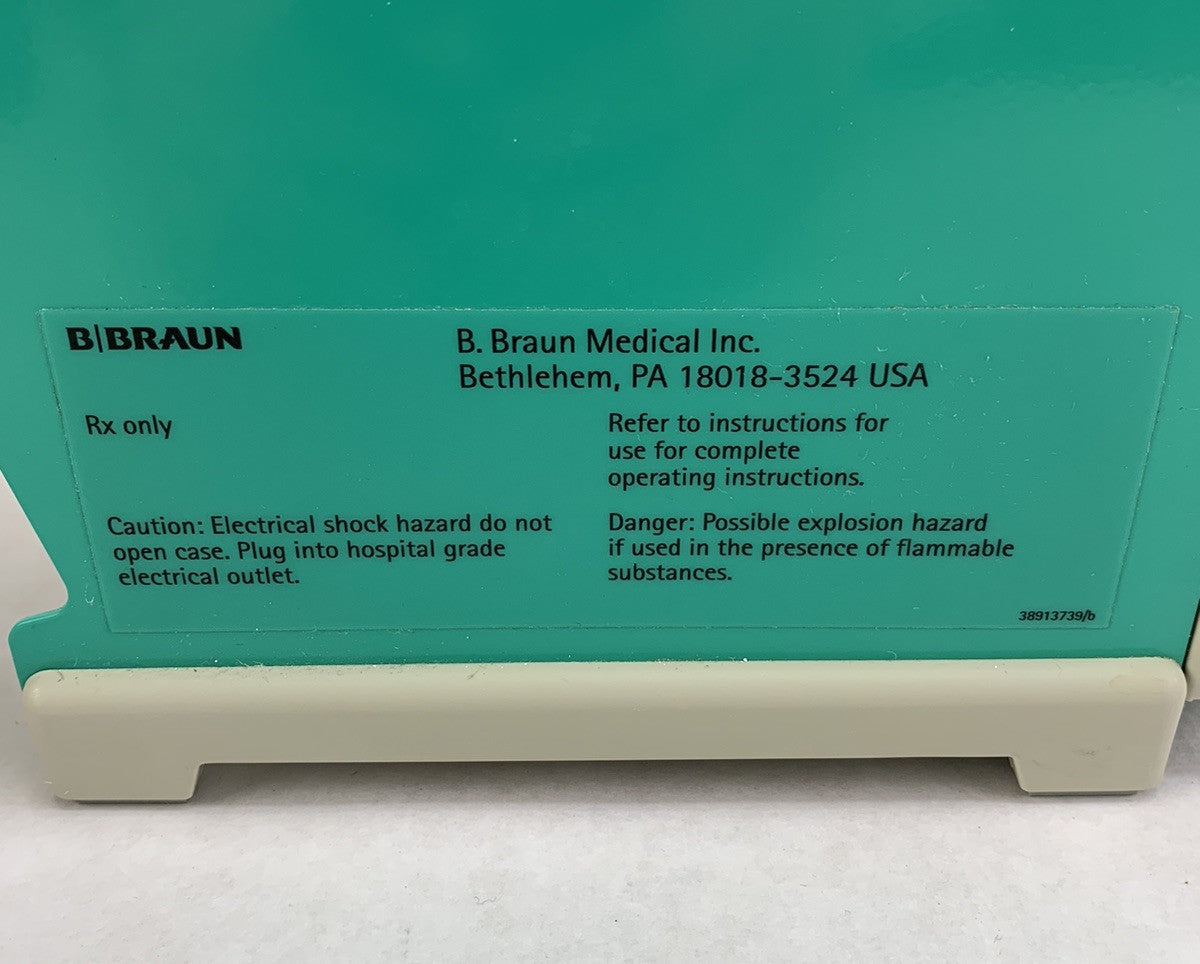 B|BRAUN
B. Braun Medical Inc.
Bethlehem, PA 18018-3524 USA
Rx only
Refer to instructions for
use for complete
operating instructions.
Caution: Electrical shock hazard do not
open case. Plug into hospital grade
electrical outlet.
Danger: Possible explosion hazard
if used in the presence of flammable
substances.
38913739/b